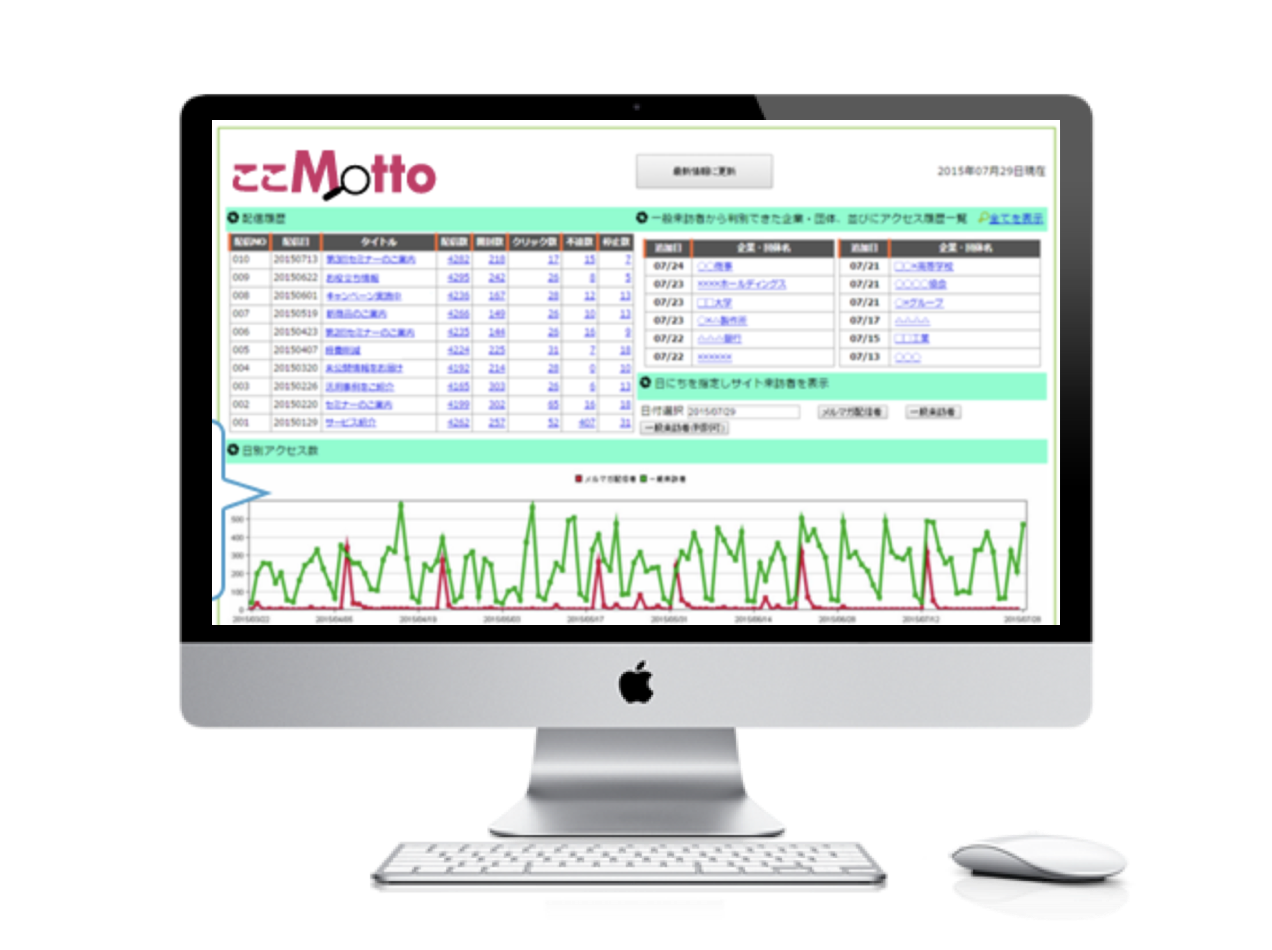 ここMotto
最新情報に更新
2015年07月29日現在
配信履歴
配信NO 配信日 タイトル 配信数 開封数 クリック数 不達数 停止数
010 20150713 第3回セミナーのご案内 4282 218 17 15 7
009 20150622 お役立ち情報 4295 242 28 8 5
008 20150601 キャンペーン実施中 4236 167 28 12 13
007 20150519 新商品のご案内 4266 149 26 10 13
006 20150423 第2回セミナーのご案内 4235 144 26 16 9
005 20150407 経費削減 4224 225 31 7 18
004 20150320 未公開情報をお届け 4192 214 28 0 10
003 20150226 活用事例をご紹介 4165 303 26 6 13
002 20150220 セミナーのご案内 4199 302 65 16 18
001 20150129 サービス紹介 4262 257 52 407 31
一般来訪者から判別できた企業・団体、並びにアクセス履歴一覧 全てを表示
追加日 企業・団体名 追加日 企業・団体名
07/24 ○○商事 07/21 □□×高等学校
07/23 ××××ホールディングス 07/21 ○○○○協会
07/23 □□大学 07/21 ○×グループ
07/23 ○×△製作所 07/17 △△△△
07/22 △△△銀行 07/15 □□工業
07/22 ×××××× 07/13 ○○○
日にちを指定しサイト来訪者を表示
日付選択 2015/07/29 メルマガ配信者 一般来訪者
一般来訪者(判別可)
日別アクセス数
メルマガ配信者 一般来訪者
500
400
300
200
100
0
2015/03/22 2015/04/05 2015/04/19 2015/05/03 2015/05/17 2015/05/31 2015/06/14 2015/06/28 2015/07/12 2015/07/28